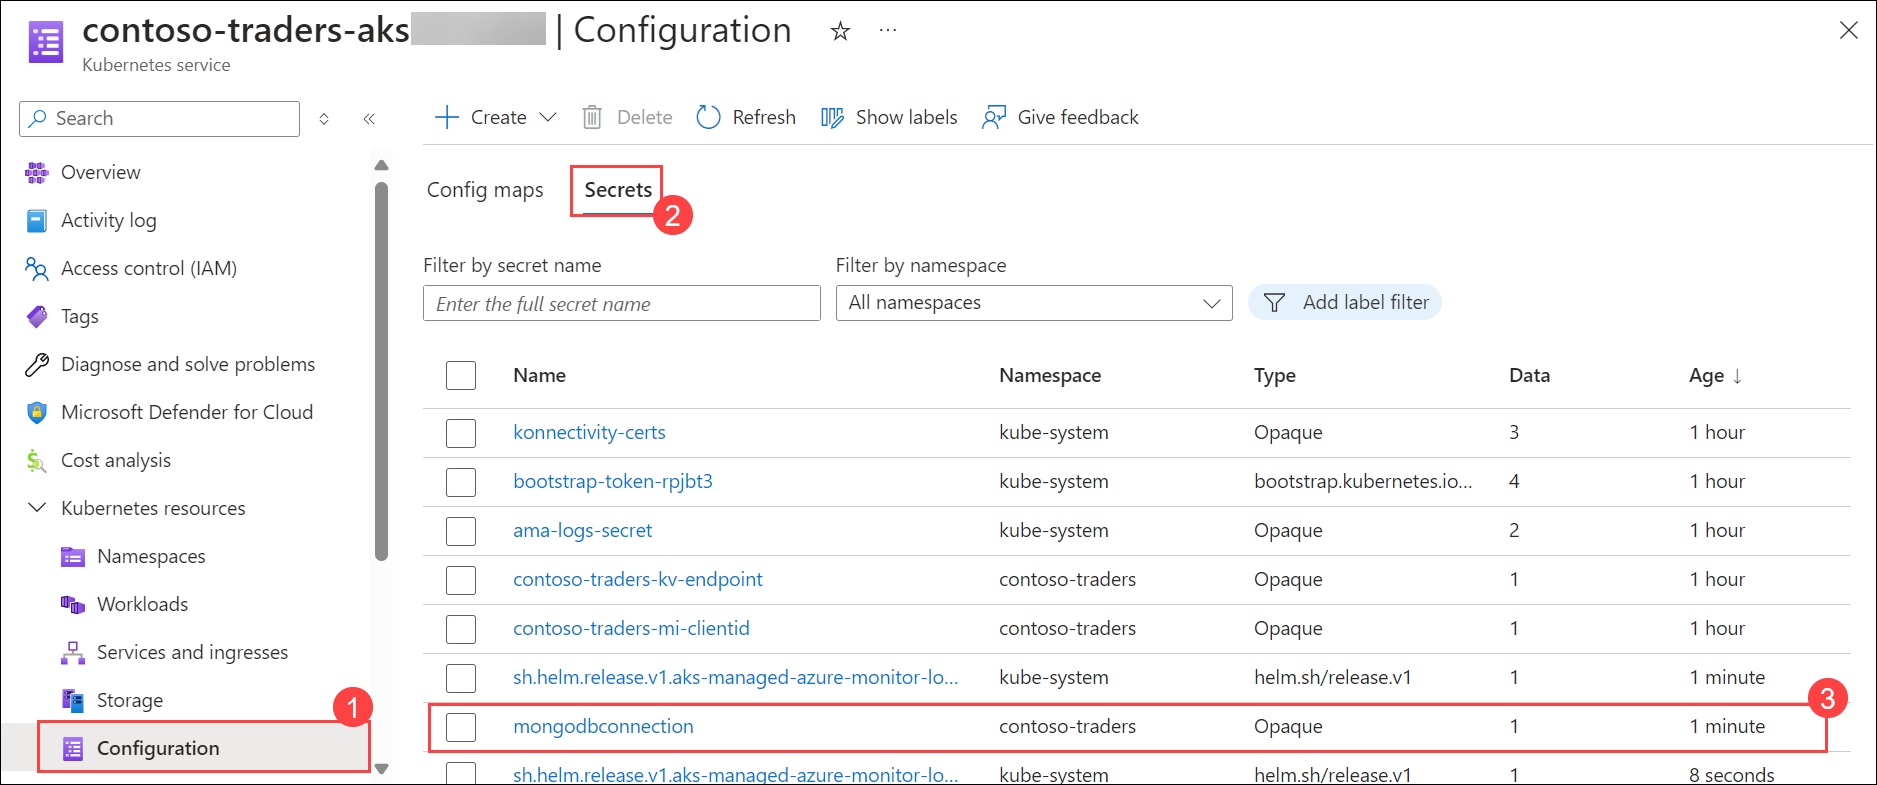 contoso-traders-aks | Configuration
Kubernetes service
Search
Overview
Activity log
Access control (IAM)
Tags
Diagnose and solve problems
Microsoft Defender for Cloud
Cost analysis
Kubernetes resources
Namespaces
Workloads
Services and ingresses
Storage
1
Configuration
Create Delete Refresh Show labels Give feedback
Config maps Secrets
2
Filter by secret name Filter by namespace
Enter the full secret name All namespaces Add label filter
Name Namespace Type Data Age ↓
konnectivity-certs kube-system Opaque 3 1 hour
bootstrap-token-rpjbt3 kube-system bootstrap.kubernetes.io... 4 1 hour
ama-logs-secret kube-system Opaque 2 1 hour
contoso-traders-kv-endpoint contoso-traders Opaque 1 1 hour
contoso-traders-mi-clientid contoso-traders Opaque 1 1 hour
sh.helm.release.v1.aks-managed-azure-monitor-lo... kube-system helm.sh/release.v1 1 1 minute
3
mongodbconnection contoso-traders Opaque 1 1 minute
sh.helm.release.v1.aks-managed-azure-monitor-lo... kube-system helm.sh/release.v1 1 8 seconds